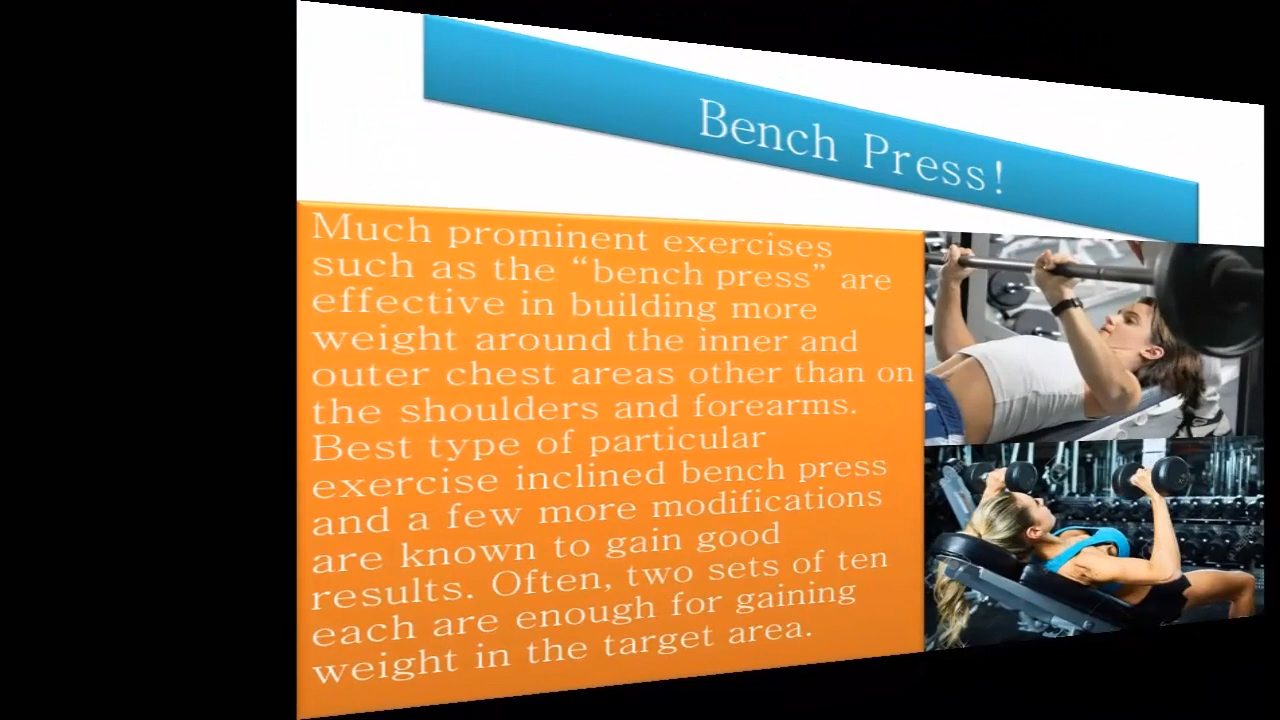 Bench Press!
Much prominent exercises
such as the “bench press” are
effective in building more
weight around the inner and
outer chest areas other than on
the shoulders and forearms.
Best type of particular
exercise inclined bench press
and a few more modifications
are known to gain good
results. Often, two sets of ten
each are enough for gaining
weight in the target area.